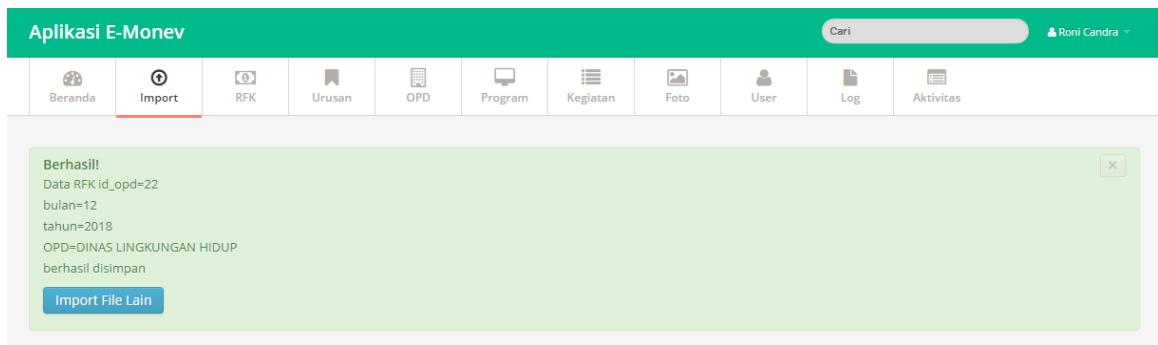 Aplikasi E-Monev
Cari
Roni Candra
Beranda
Import
RFK
Urusan
OPD
Program
Kegiatan
Foto
User
Log
Aktivitas
Berhasil!
Data RFK id_opd=22
bulan=12
tahun=2018
OPD=DINAS LINGKUNGAN HIDUP
berhasil disimpan
Import File Lain